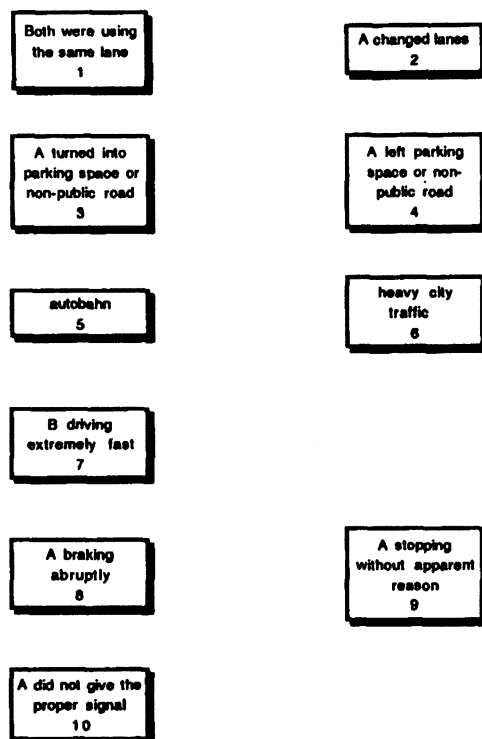 Both were using
the same lane
1
A changed lanes
2
A turned into
parking space or
non-public road
3
A left parking
space or non-
public road
4
autobahn
5
heavy city
traffic
6
B driving
extremely fast
7
A braking
abruptly
8
A stopping
without apparent
reason
9
A did not give the
proper signal
10